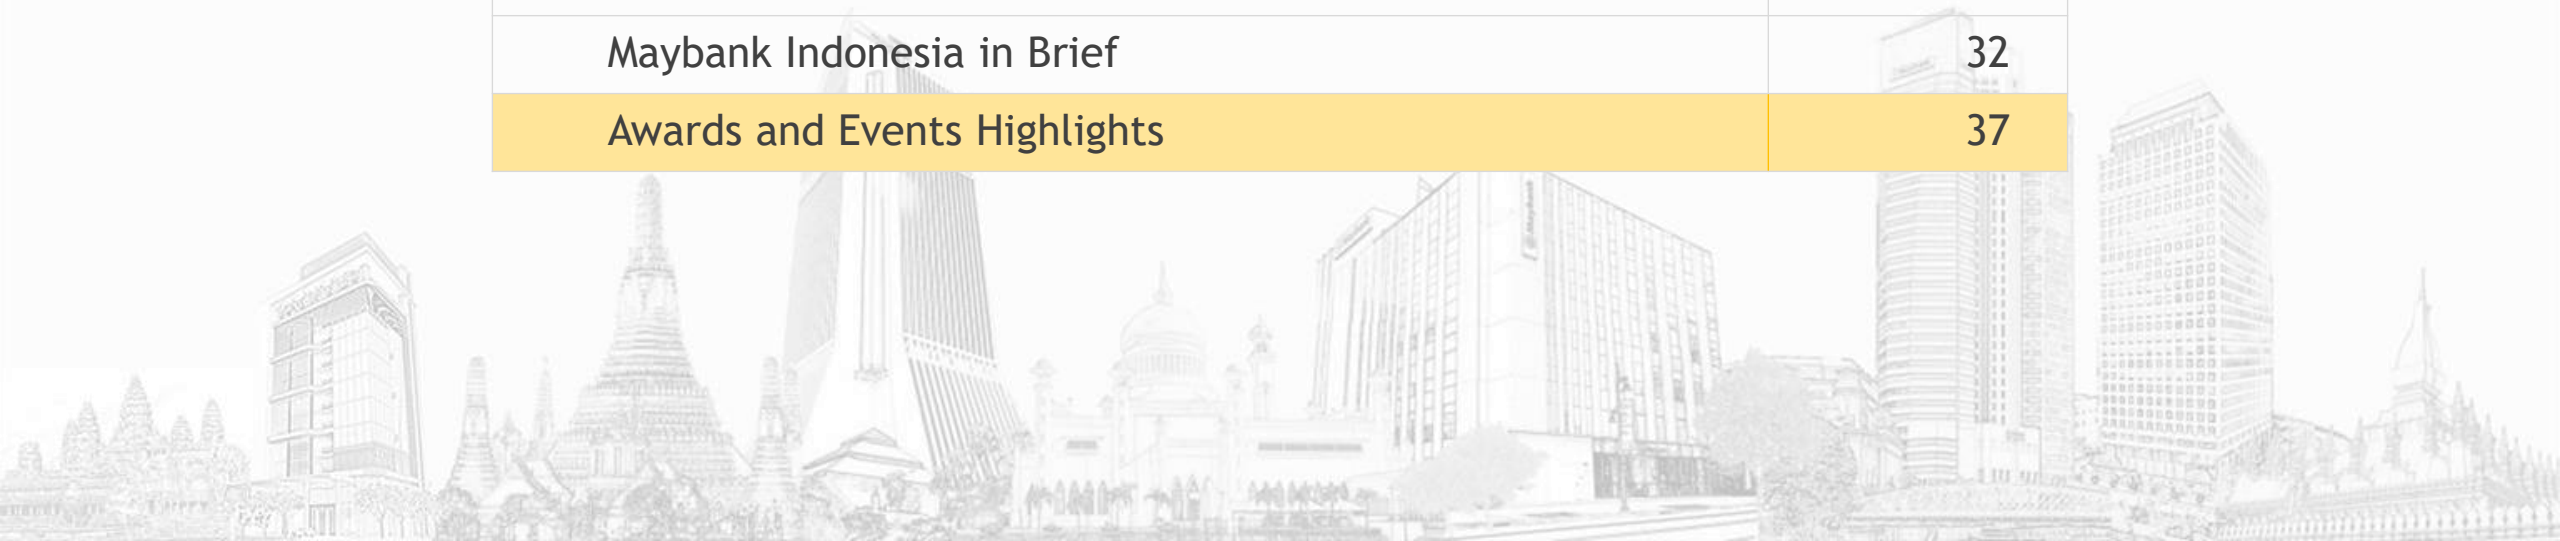 Maybank Indonesia in Brief 32
Awards and Events Highlights 37